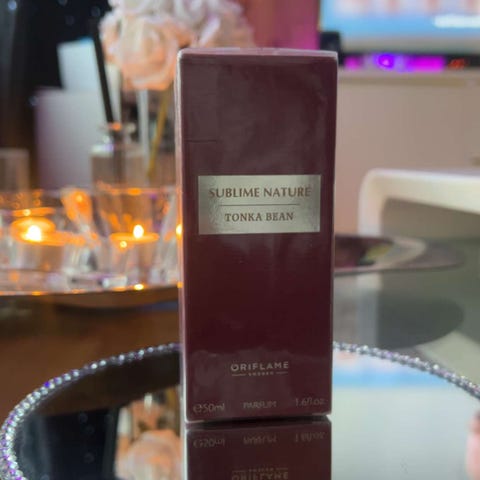 SUBLIME NATURE
TONKA BEAN
ORIFLAME
SWEDEN
℮50ml PARFUM 1.6fl.oz